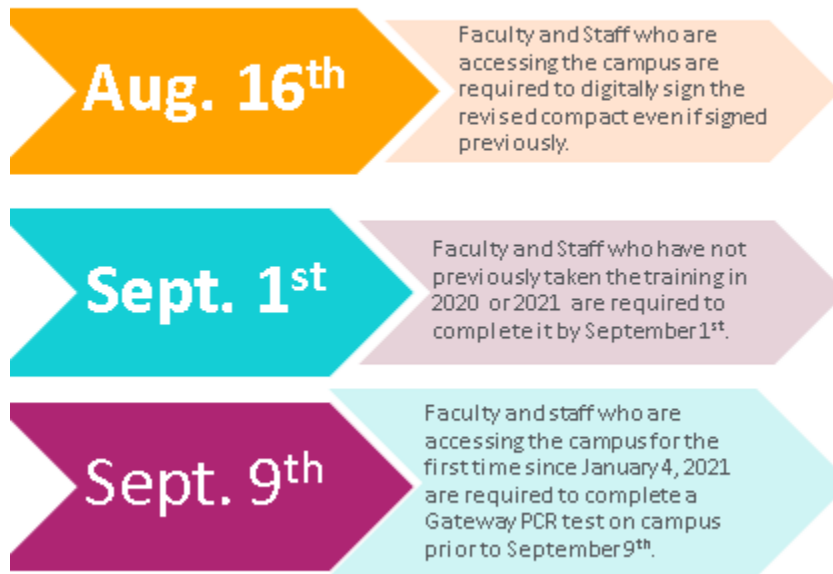 Aug. 16th
Faculty and Staff who are
accessing the campus are
required to digitally sign the
revised compact even if signed
previously.
Sept. 1st
Faculty and Staff who have not
previously taken the training in
2020 or 2021 are required to
complete it by September 1st.
Sept. 9th
Faculty and staff who are
accessing the campus for the
first time since January 4, 2021
are required to complete a
Gateway PCR test on campus
prior to September 9th.